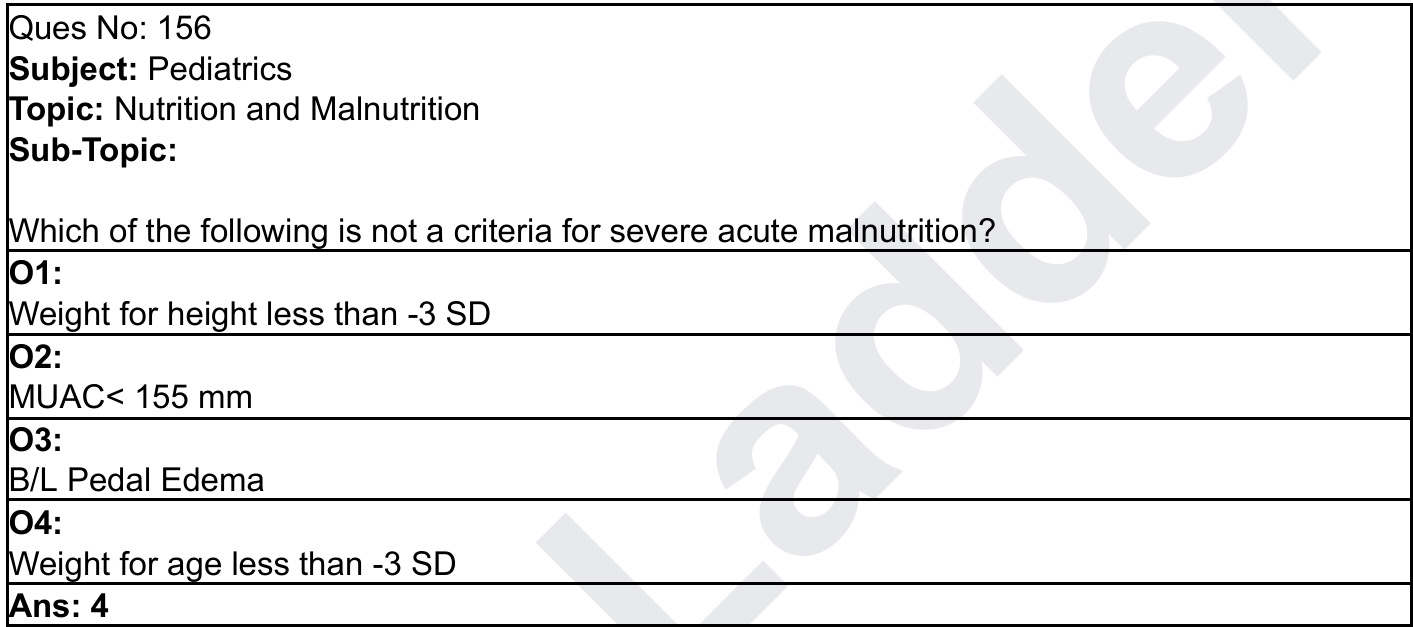 Ques No: 156
Subject: Pediatrics
Topic: Nutrition and Malnutrition
Sub-Topic:
Which of the following is not a criteria for severe acute malnutrition?
O1:
Weight for height less than -3 SD
O2:
MUAC< 155 mm
O3:
B/L Pedal Edema
O4:
Weight for age less than -3 SD
Ans: 4
Ladder